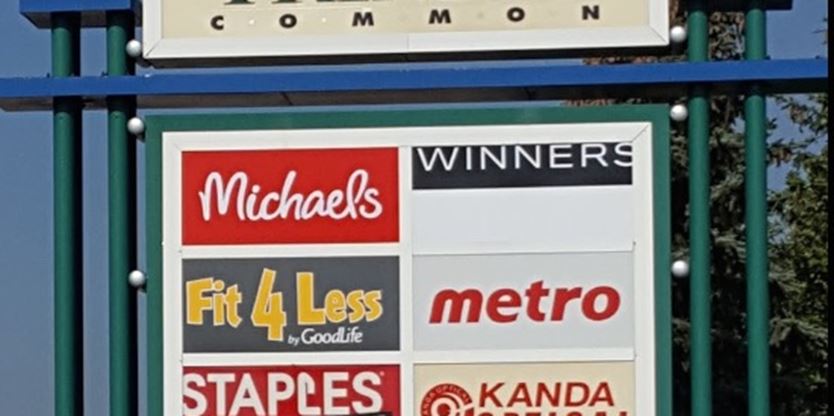 COMMON
Michaels
WINNERS
Fit 4 Less
by GoodLife
metro
STAPLES
KANDA